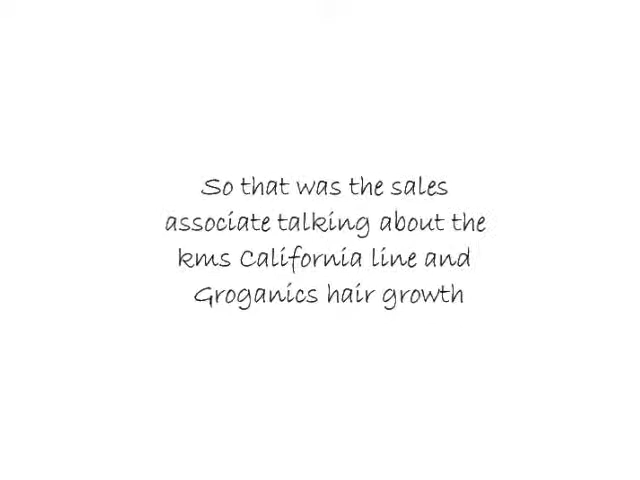 So that was the sales
associate talking about the
kms California line and
Groganics hair growth